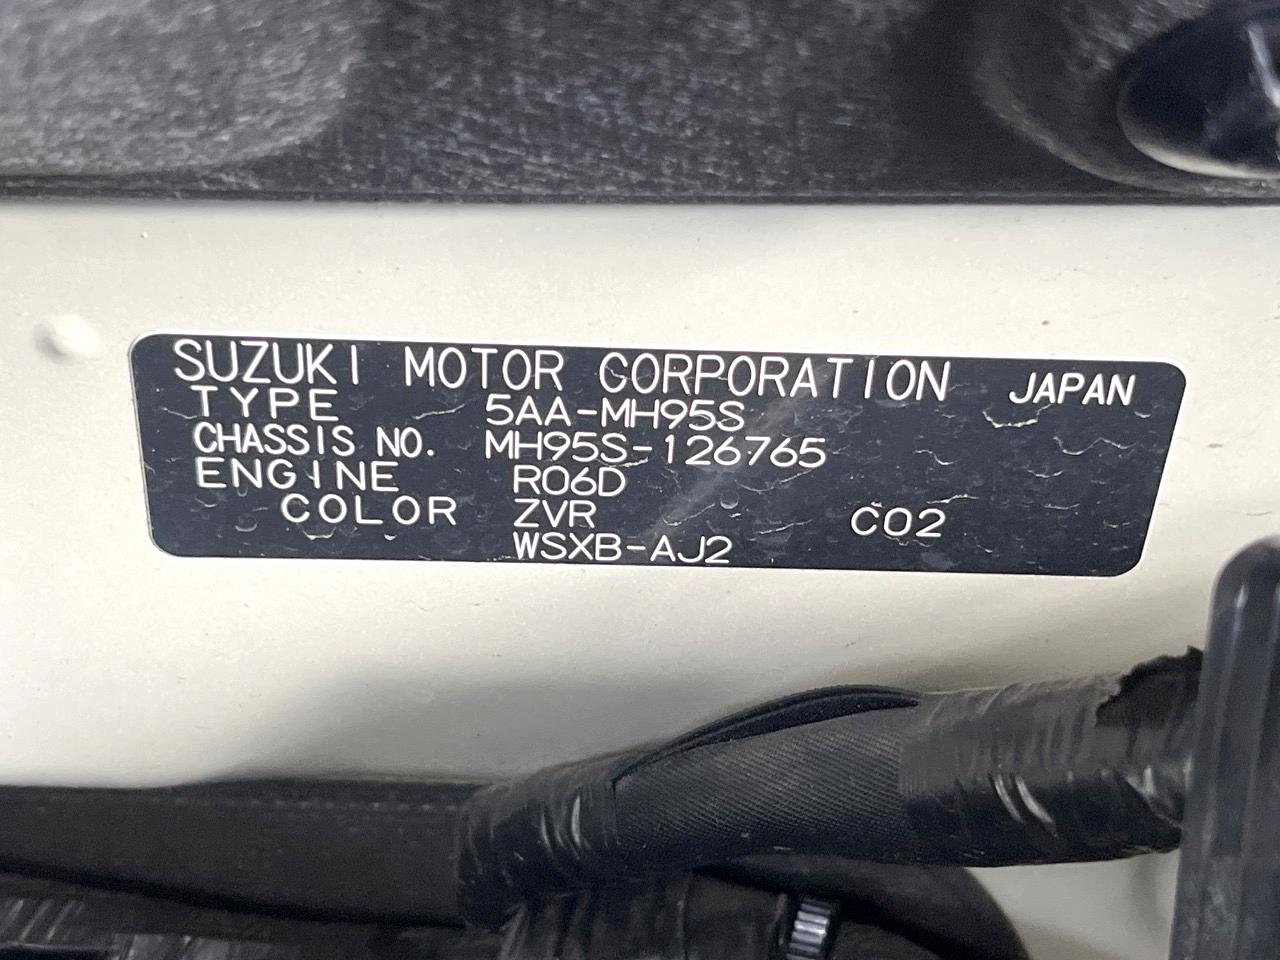 SUZUKI MOTOR CORPORATION JAPAN
TYPE 5AA-MH95S
CHASSIS NO. MH95S-126765
ENGINE R06D
COLOR ZVR C02
WSXB-AJ2